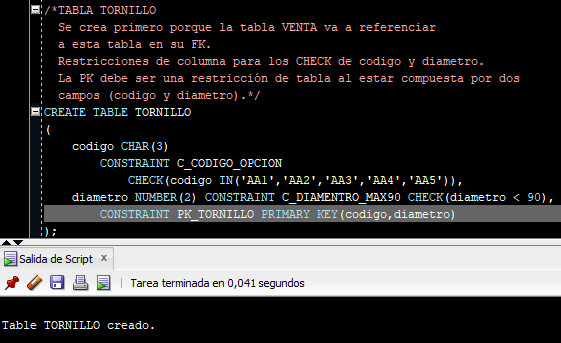 /*TABLA TORNILLO
Se crea primero porque la tabla VENTA va a referenciar
a esta tabla en su FK.
Restricciones de columna para los CHECK de codigo y diametro.
La PK debe ser una restricción de tabla al estar compuesta por dos
campos (codigo y diametro).*/
CREATE TABLE TORNILLO
(
codigo CHAR(3)
CONSTRAINT C_CODIGO_OPCION
CHECK(codigo IN('AA1','AA2','AA3','AA4','AA5')),
diametro NUMBER(2) CONSTRAINT C_DIAMENTRO_MAX90 CHECK(diametro < 90),
CONSTRAINT PK_TORNILLO PRIMARY KEY(codigo,diametro)
);
Salida de Script x
Tarea terminada en 0,041 segundos
Table TORNILLO creado.